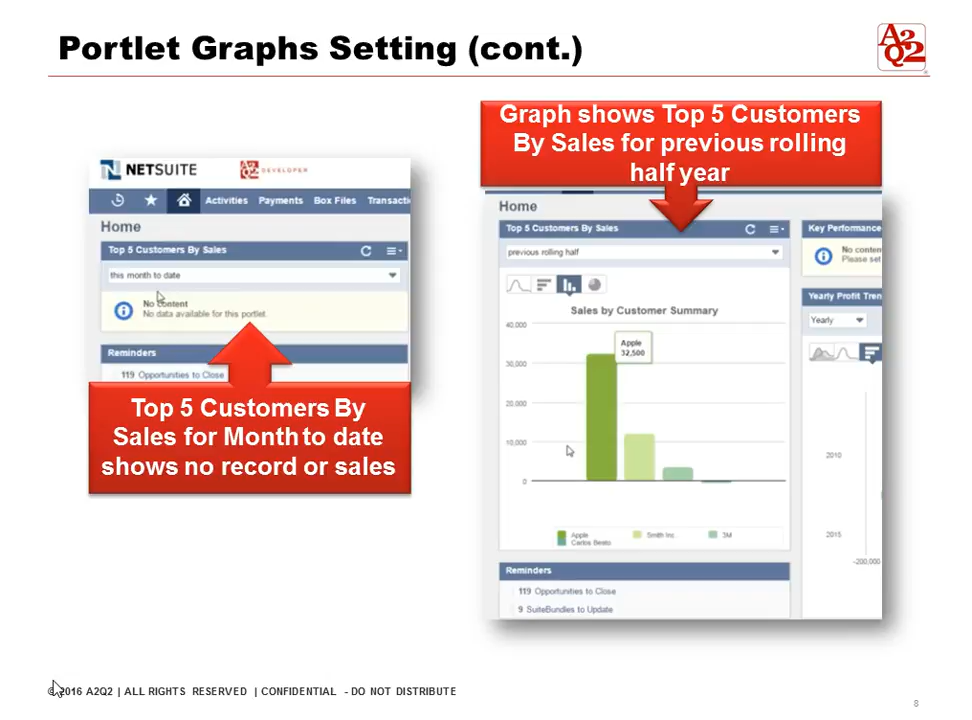 Portlet Graphs Setting (cont.)
A2Q2
Graph shows Top 5 Customers
By Sales for previous rolling
half year
NETSUITE
A2Q2 DEVELOPER
Activities Payments Box Files Transacti
Home
Top 5 Customers By Sales
this month to date
No content
No data available for this portlet.
Reminders
119 Opportunities to Close
Top 5 Customers By
Sales for Month to date
shows no record or sales
Home
Top 5 Customers By Sales
previous rolling half
Sales by Customer Summary
40,000
30,000
20,000
10,000
0
Apple
32,500
Apple Smith Inc 3M
Carlos Benito
Reminders
119 Opportunities to Close
9 SuiteBundles to Update
Key Performance
No conten
Please set
Yearly Profit Tren
Yearly
2010
2015
-200,000
© 2016 A2Q2 | ALL RIGHTS RESERVED | CONFIDENTIAL - DO NOT DISTRIBUTE
8